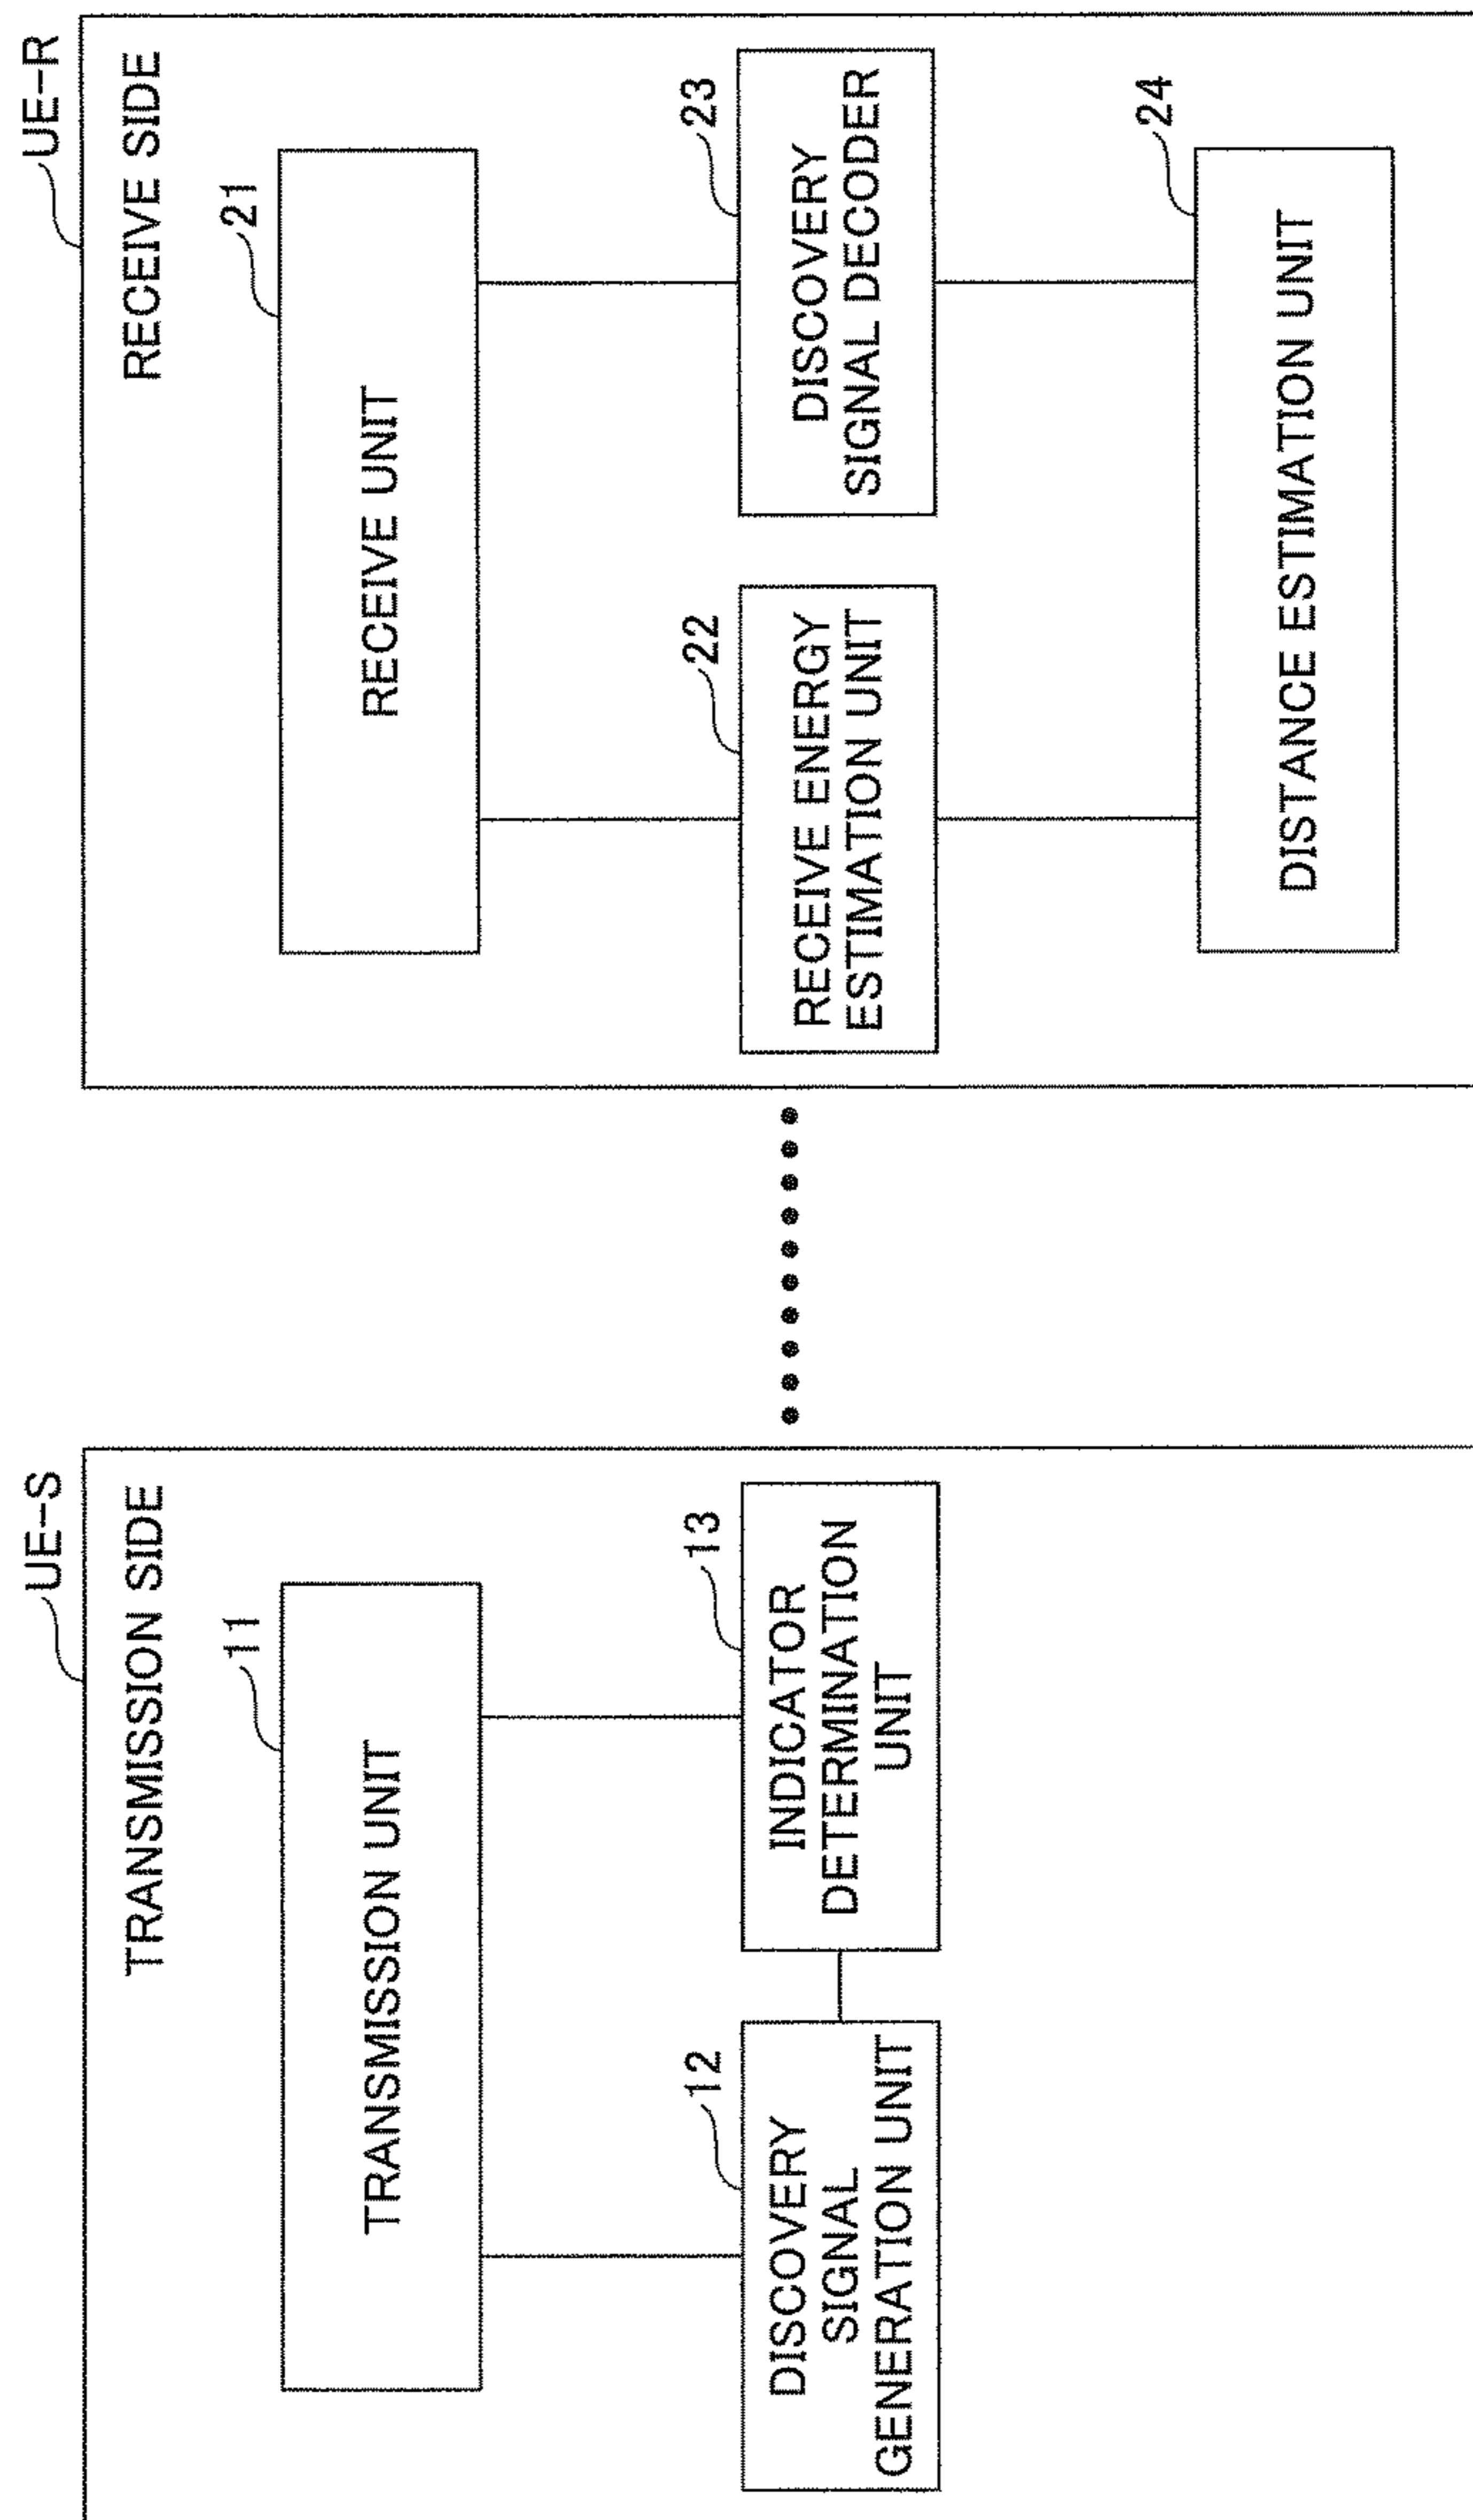 UE-S
TRANSMISSION SIDE
11
TRANSMISSION UNIT
12
DISCOVERY
SIGNAL
GENERATION UNIT
13
INDICATOR
DETERMINATION
UNIT
UE-R
RECEIVE SIDE
21
RECEIVE UNIT
22
RECEIVE ENERGY
ESTIMATION UNIT
23
DISCOVERY
SIGNAL DECODER
24
DISTANCE ESTIMATION UNIT